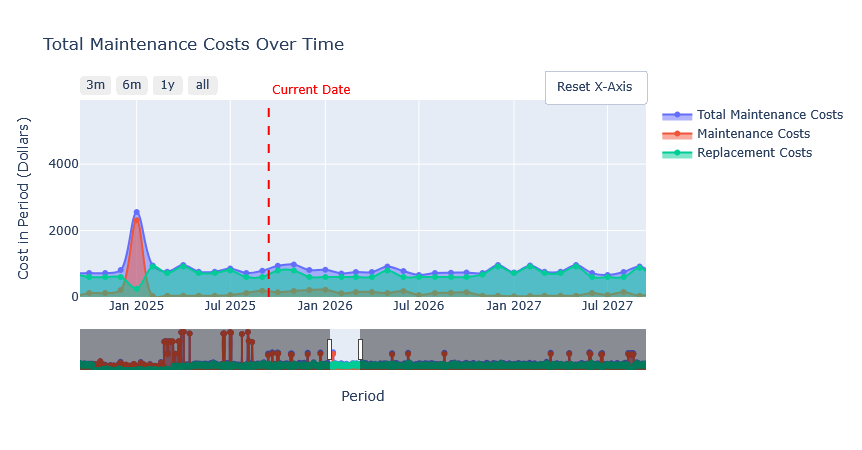 Total Maintenance Costs Over Time
3m 6m 1y all
Current Date
Reset X-Axis
Total Maintenance Costs
Maintenance Costs
Replacement Costs
Cost in Period (Dollars)
4000
2000
0
Jan 2025 Jul 2025 Jan 2026 Jul 2026 Jan 2027 Jul 2027
Period